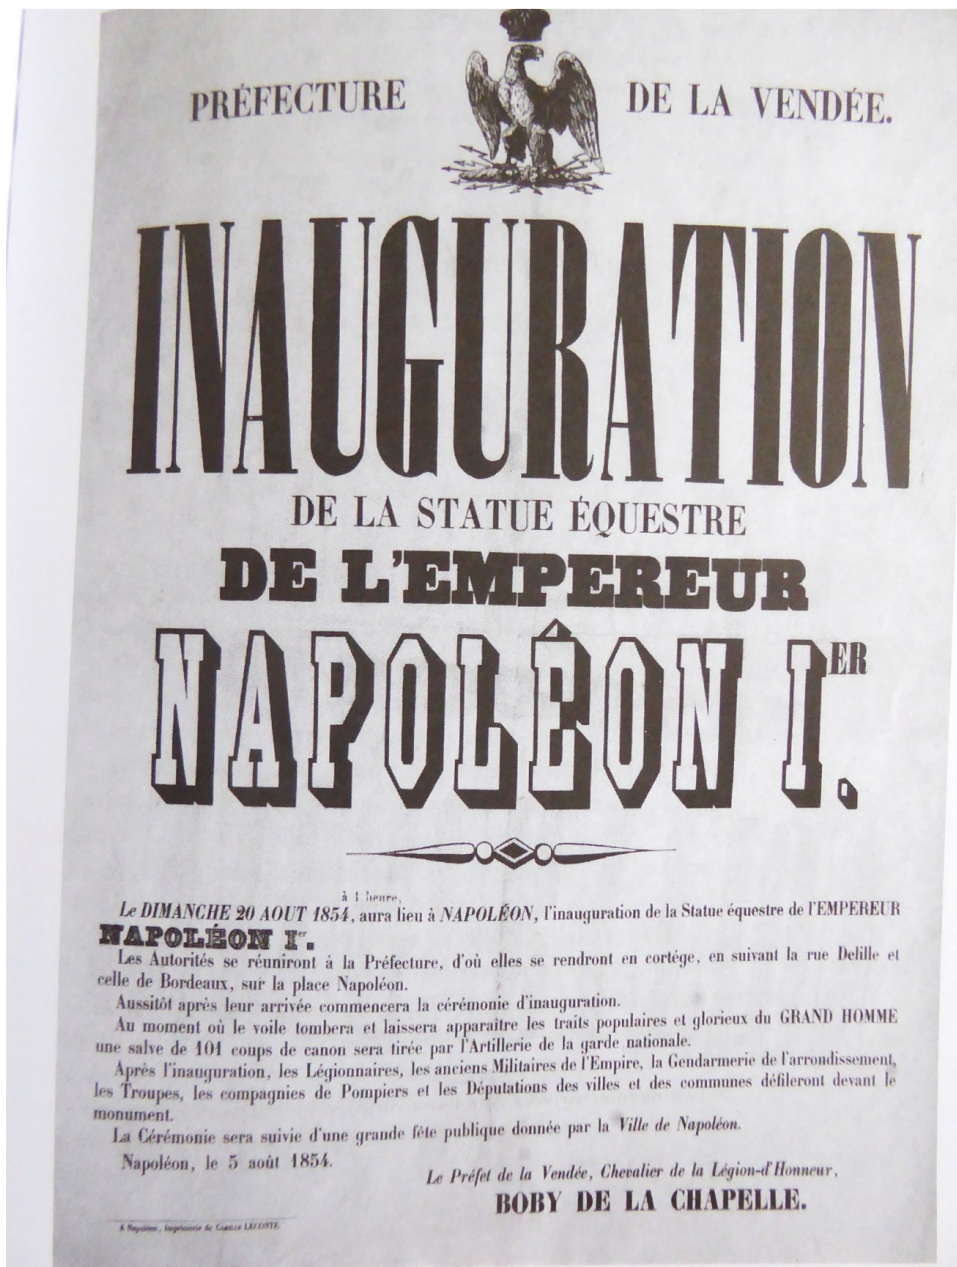 PRÉFECTURE DE LA VENDÉE.
INAUGURATION
DE LA STATUE ÉQUESTRE
DE L'EMPEREUR
NAPOLÊON I.ER
à 1 heure,
Le DIMANCHE 20 AOUT 1854, aura lieu à NAPOLÉON, l'inauguration de la Statue équestre de l'EMPEREUR
NAPOLÉON Ier.
Les Autorités se réuniront à la Préfecture, d'où elles se rendront en cortége, en suivant la rue Delille et
celle de Bordeaux, sur la place Napoléon.
Aussitôt après leur arrivée commencera la cérémonie d'inauguration.
Au moment où le voile tombera et laissera apparaître les traits populaires et glorieux du GRAND HOMME
une salve de 101 coups de canon sera tirée par l'Artillerie de la garde nationale.
Après l'inauguration, les Légionnaires, les anciens Militaires de l'Empire, la Gendarmerie de l'arrondissement,
les Troupes, les compagnies de Pompiers et les Députations des villes et des communes défileront devant le
monument.
La Cérémonie sera suivie d'une grande fête publique donnée par la Ville de Napoléon.
Napoléon, le 5 août 1854.
Le Préfet de la Vendée, Chevalier de la Légion-d'Honneur,
BOBY DE LA CHAPELLE.
A Napoléon, Imprimerie de Camille LECONTE